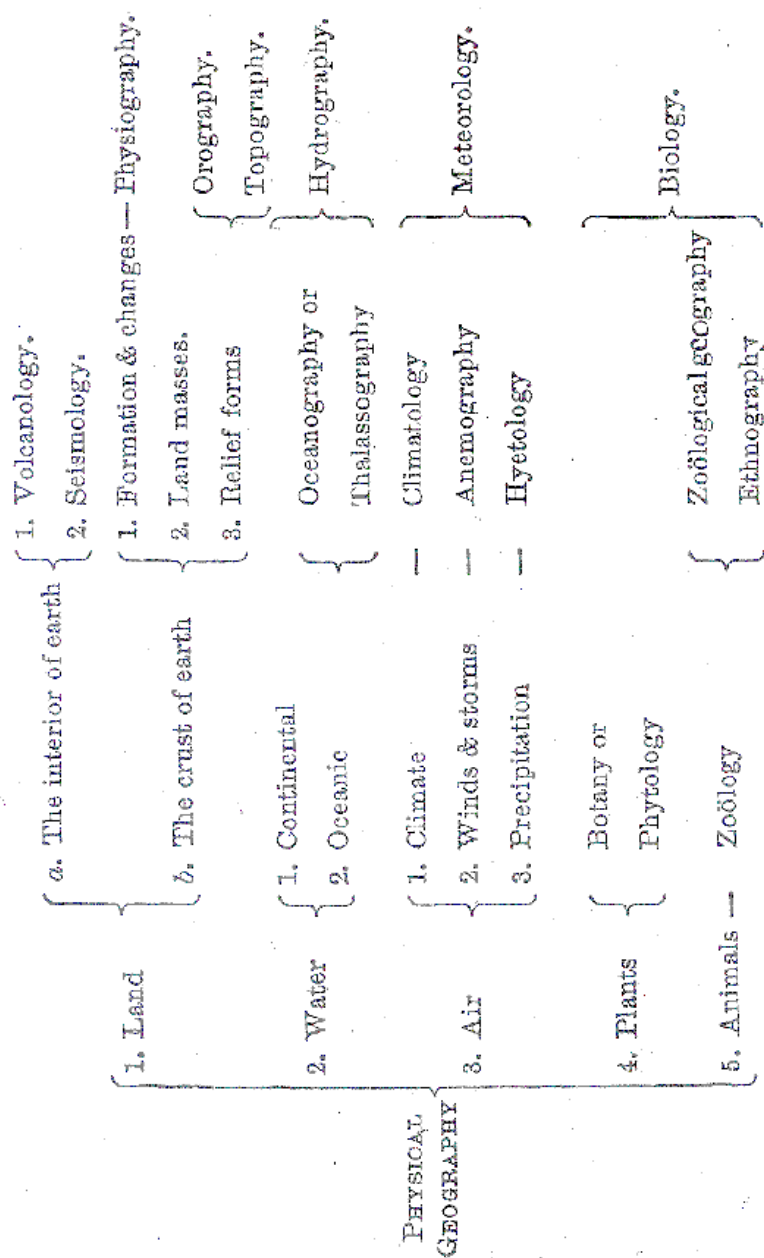 1. Volcanology.
a. The interior of earth
2. Seismology.
1. Land
1. Formation & changes — Physiography.
b. The crust of earth
2. Land masses.
3. Relief forms
Orography.
Topography.
2. Water
1. Continental
2. Oceanic
Oceanography or
Thalassography
Hydrography.
PHYSICAL
GEOGRAPHY
3. Air
1. Climate — Climatology
2. Winds & storms — Anemography
3. Precipitation — Hyetology
Meteorology.
4. Plants
Botany or
Phytology
5. Animals — Zoölogy
Zoölogical geography
Ethnography
Biology.